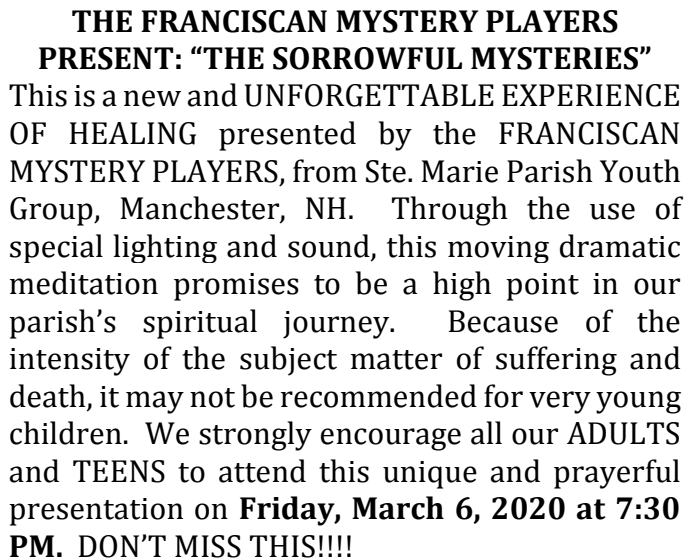 THE FRANCISCAN MYSTERY PLAYERS
PRESENT: “THE SORROWFUL MYSTERIES”
This is a new and UNFORGETTABLE EXPERIENCE
OF HEALING presented by the FRANCISCAN
MYSTERY PLAYERS, from Ste. Marie Parish Youth
Group, Manchester, NH. Through the use of
special lighting and sound, this moving dramatic
meditation promises to be a high point in our
parish’s spiritual journey. Because of the
intensity of the subject matter of suffering and
death, it may not be recommended for very young
children. We strongly encourage all our ADULTS
and TEENS to attend this unique and prayerful
presentation on Friday, March 6, 2020 at 7:30
PM. DON’T MISS THIS!!!!